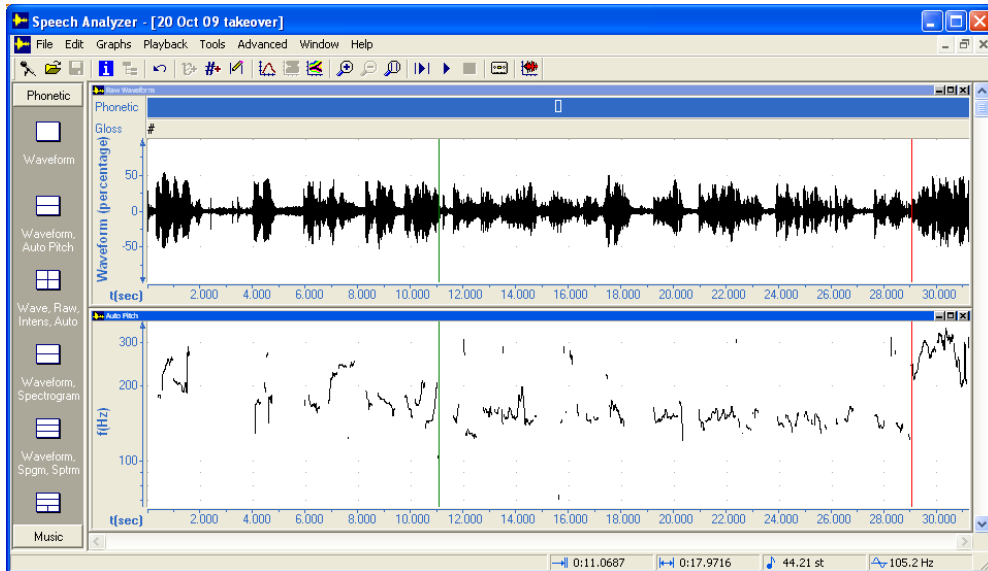 Speech Analyzer - [20 Oct 09 takeover]
File Edit Graphs Playback Tools Advanced Window Help
Phonetic
Waveform
Waveform,
Auto Pitch
Wave, Raw,
Intens, Auto
Waveform,
Spectrogram
Waveform,
Spgm, Sptrm
Music
Raw Waveform
Phonetic
Gloss #
Waveform (percentage)
50
0
-50
t(sec) 2.000 4.000 6.000 8.000 10.000 12.000 14.000 16.000 18.000 20.000 22.000 24.000 26.000 28.000 30.000
Auto Pitch
f(Hz)
300
200
100
t(sec) 2.000 4.000 6.000 8.000 10.000 12.000 14.000 16.000 18.000 20.000 22.000 24.000 26.000 28.000 30.000
0:11.0687 0:17.9716 44.21 st 105.2 Hz